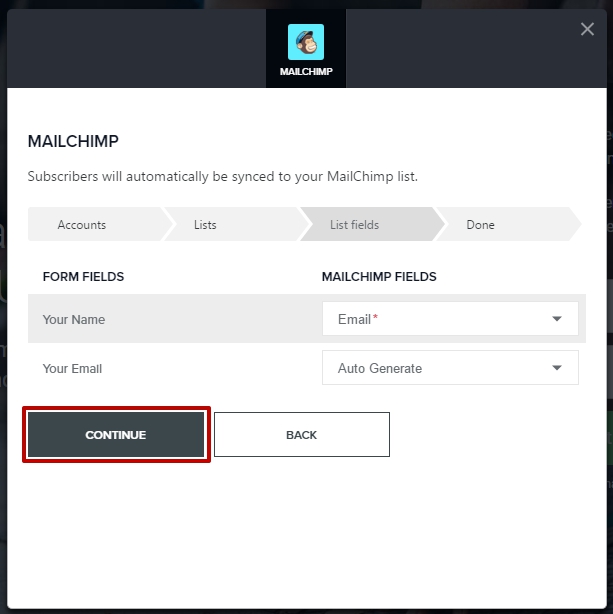 MAILCHIMP
MAILCHIMP
Subscribers will automatically be synced to your MailChimp list.
Accounts Lists List fields Done
FORM FIELDS MAILCHIMP FIELDS
Your Name Email*
Your Email Auto Generate
CONTINUE BACK